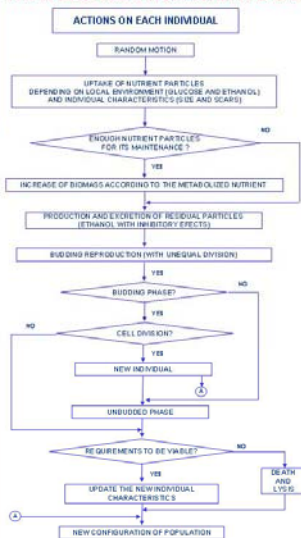 ACTIONS ON EACH INDIVIDUAL
RANDOM MOTION
UPTAKE OF NUTRIENT PARTICLES
DEPENDING ON LOCAL ENVIRONMENT (GLUCOSE AND ETHANOL)
AND INDIVIDUAL CHARACTERISTICS (SIZE AND SCARS)
NO
ENOUGH NUTRIENT PARTICLES
FOR ITS MAINTENANCE ?
YES
INCREASE OF BIOMASS ACCORDING TO THE METABOLIZED NUTRIENT
PRODUCTION AND EXCRETION OF RESIDUAL PARTICLES
(ETHANOL WITH INHIBITORY EFECTS)
BUDDING REPRODUCTION (WITH UNEQUAL DIVISION)
YES
NO
BUDDING PHASE?
YES
NO
CELL DIVISION?
YES
NEW INDIVIDUAL
A
UNBUDDED PHASE
NO
REQUIREMENTS TO BE VIABLE?
YES
DEATH
AND
LYSIS
UPDATE THE NEW INDIVIDUAL
CHARACTERISTICS
A
NEW CONFIGURATION OF POPULATION